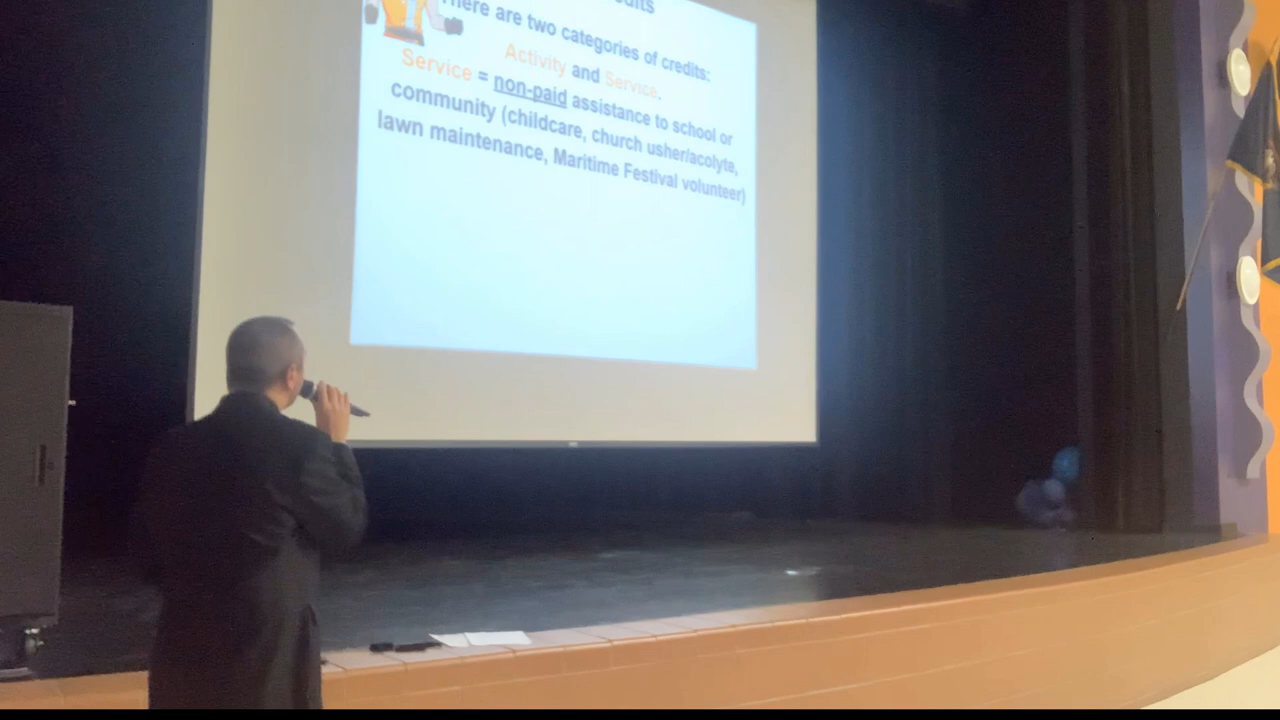 There are two categories of credits:
Activity and Service.
Service = non-paid assistance to school or
community (childcare, church usher/acolyte,
lawn maintenance, Maritime Festival volunteer)